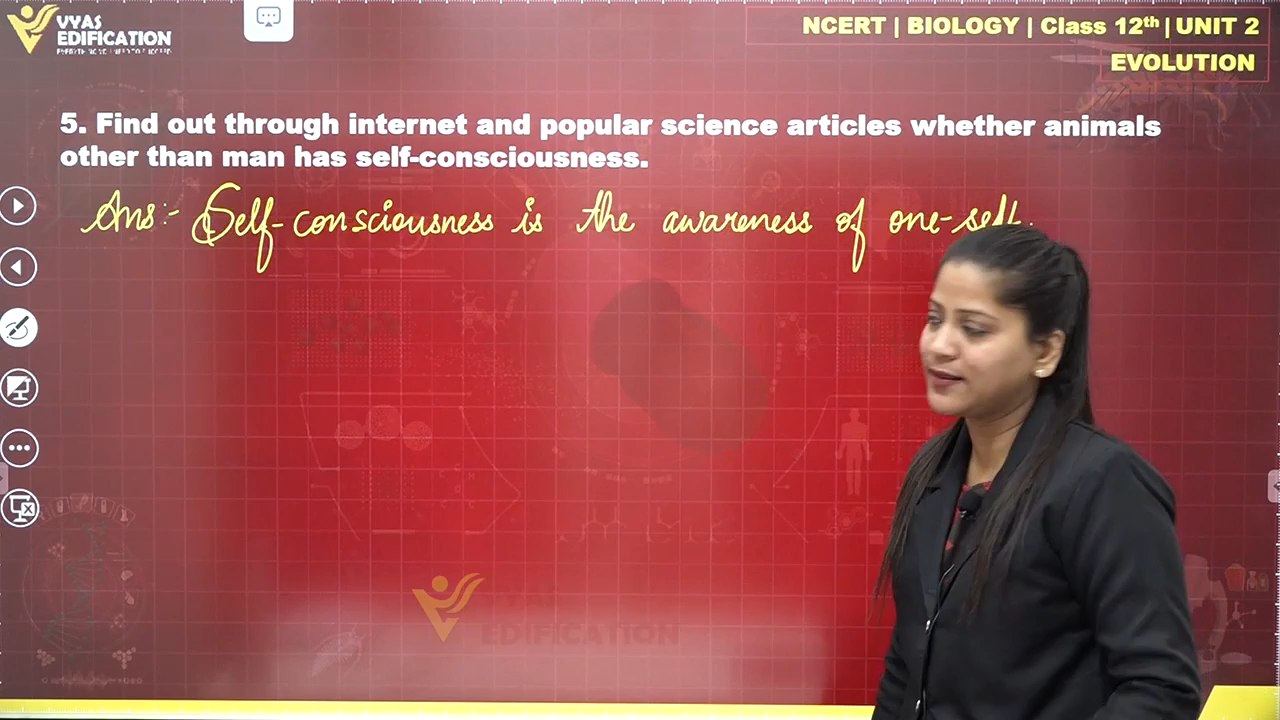 VYAS
EDIFICATION
NCERT | BIOLOGY | Class 12th | UNIT 2
EVOLUTION
5. Find out through internet and popular science articles whether animals
other than man has self-consciousness.
Ans:- Self-consciousness is the awareness of one-self.
EDIFICATION